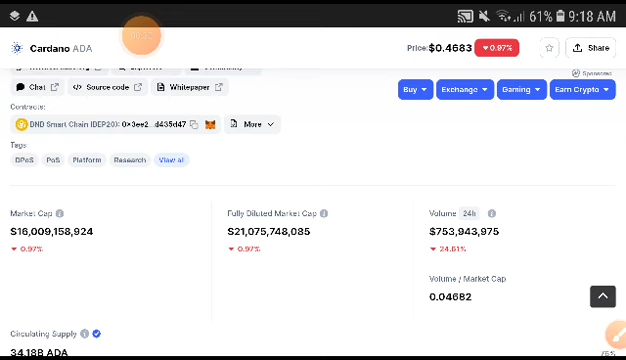 61% 9:18 AM
Cardano ADA
Price: $0.4683 ▼ 0.97%
Share
Sponsored
Chat Source code Whitepaper
Buy Exchange Gaming Earn Crypto
Contracts:
BND Smart Chain (BEP20): 0x3ee2...d435d47 More
Tags
DPoS PoS Platform Research View all
Market Cap
$16,009,158,924
▼ 0.97%
Fully Diluted Market Cap
$21,075,748,085
▼ 0.97%
Volume 24h
$753,943,975
▼ 24.61%
Volume / Market Cap
0.04682
Circulating Supply
34.18B ADA